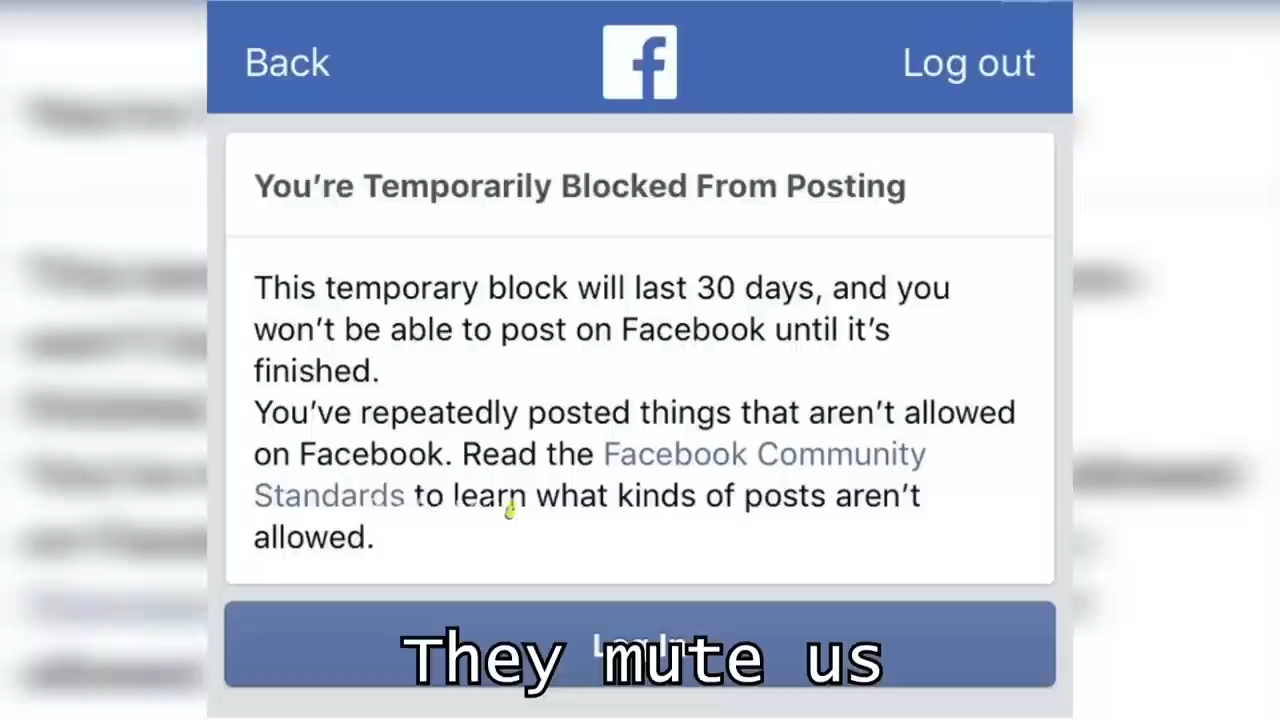 Back
Log out
You’re Temporarily Blocked From Posting
This temporary block will last 30 days, and you
won’t be able to post on Facebook until it’s
finished.
You’ve repeatedly posted things that aren’t allowed
on Facebook. Read the Facebook Community
Standards to learn what kinds of posts aren’t
allowed.
Log In
They mute us